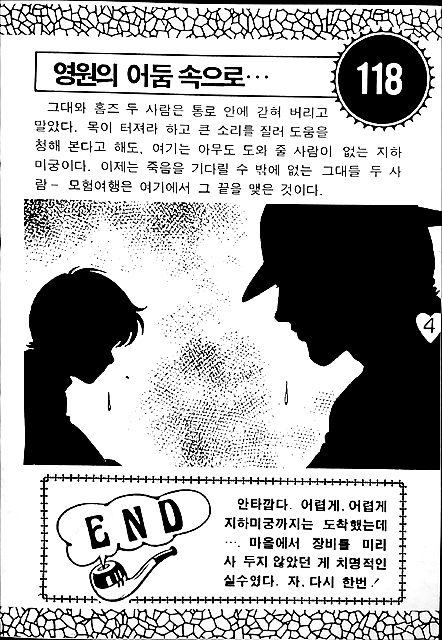 영원의 어둠 속으로…
118
그대와 홈즈 두 사람은 통로 안에 갇혀 버리고
말았다. 목이 터져라 하고 큰 소리를 질러 도움을
청해 본다고 해도, 여기는 아무도 도와 줄 사람이 없는 지하
미궁이다. 이제는 죽음을 기다릴 수 밖에 없는 그대들 두 사
람– 모험여행은 여기에서 그 끝을 맺은 것이다.
4
END
안타깝다. 어렵게, 어렵게
지하미궁까지는 도착했는데
…. 마을에서 장비를 미리
사 두지 않았던 게 치명적인
실수였다. 자, 다시 한번!